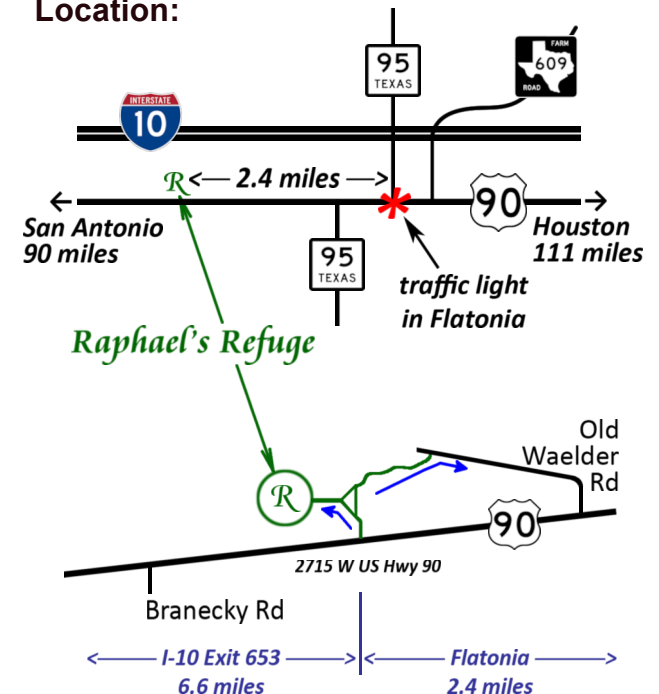 Location:
95
TEXAS
FARM
609
ROAD
INTERSTATE
10
R
2.4 miles
90
San Antonio
90 miles
Houston
111 miles
95
TEXAS
traffic light
in Flatonia
Raphael's Refuge
Old
Waelder
Rd
R
90
2715 W US Hwy 90
Branecky Rd
I-10 Exit 653
6.6 miles
Flatonia
2.4 miles